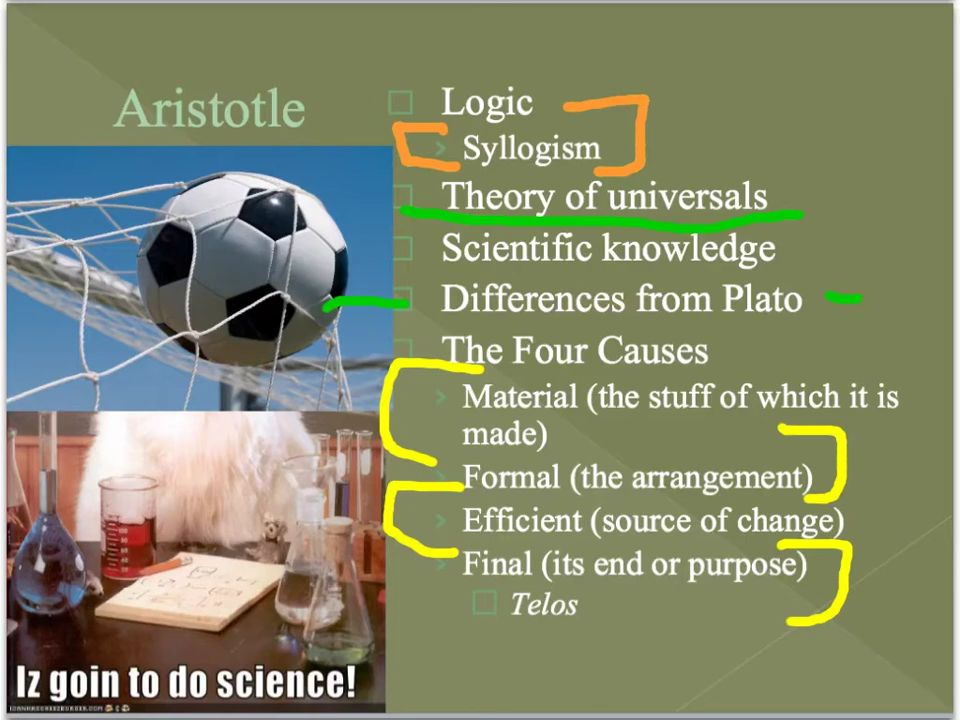 Aristotle
Logic
Syllogism
Theory of universals
Scientific knowledge
Differences from Plato
The Four Causes
Material (the stuff of which it is
made)
Formal (the arrangement)
Efficient (source of change)
Final (its end or purpose)
Telos
Iz goin to do science!
ICANHASCHEEZBURGER.COM